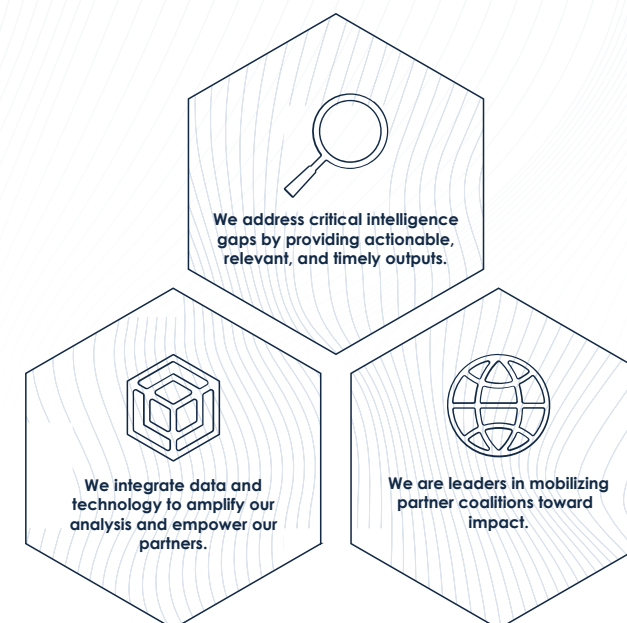 We address critical intelligence
gaps by providing actionable,
relevant, and timely outputs.
We integrate data and
technology to amplify our
analysis and empower our
partners.
We are leaders in mobilizing
partner coalitions toward
impact.